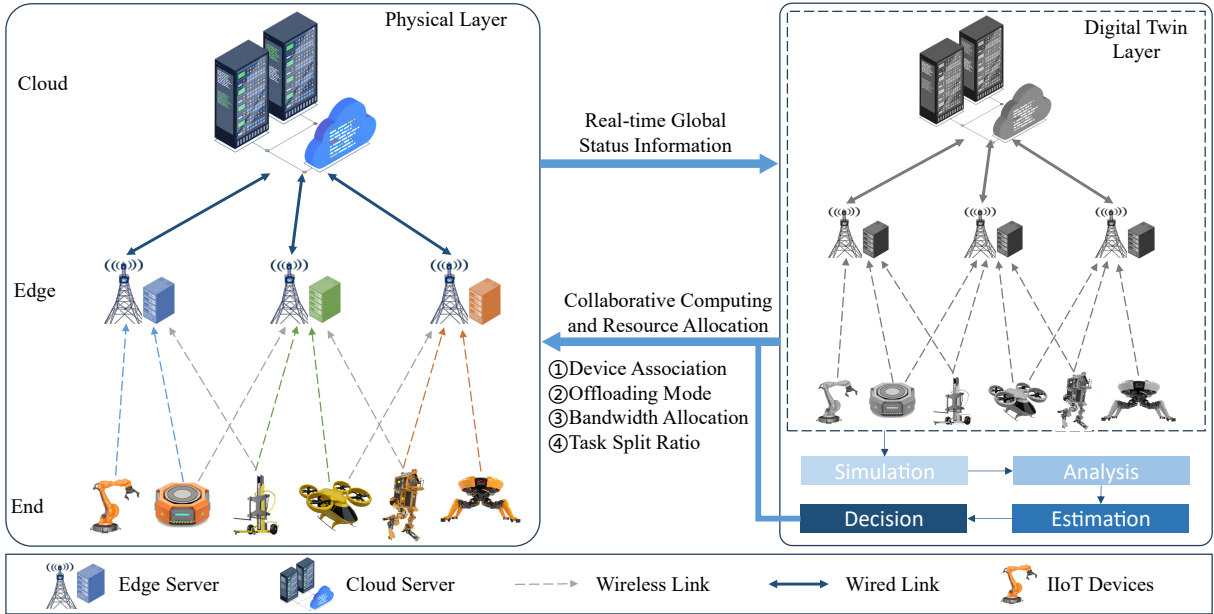 Physical Layer
Cloud
Edge
End
Real-time Global
Status Information
Collaborative Computing
and Resource Allocation
①Device Association
②Offloading Mode
③Bandwidth Allocation
④Task Split Ratio
Digital Twin
Layer
Simulation
Analysis
Decision
Estimation
Edge Server
Cloud Server
Wireless Link
Wired Link
IIoT Devices